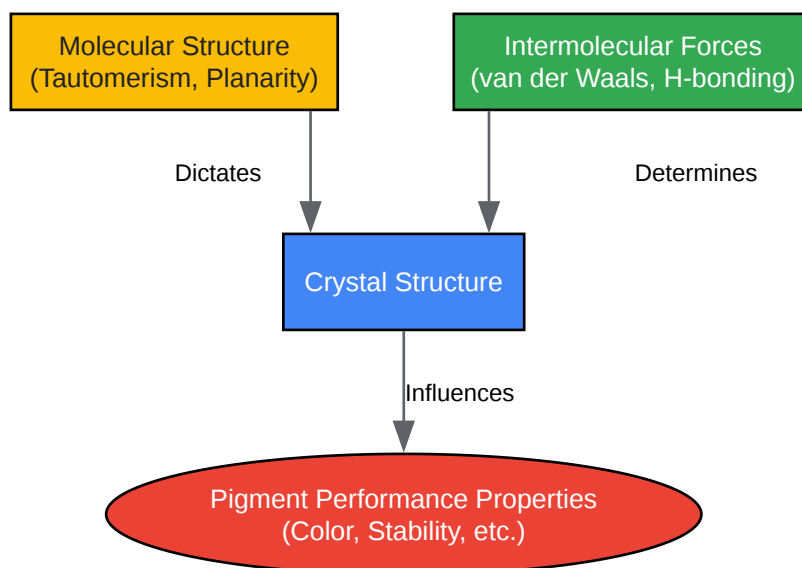 Molecular Structure
(Tautomerism, Planarity)
Intermolecular Forces
(van der Waals, H-bonding)
Dictates
Determines
Crystal Structure
Influences
Pigment Performance Properties
(Color, Stability, etc.)